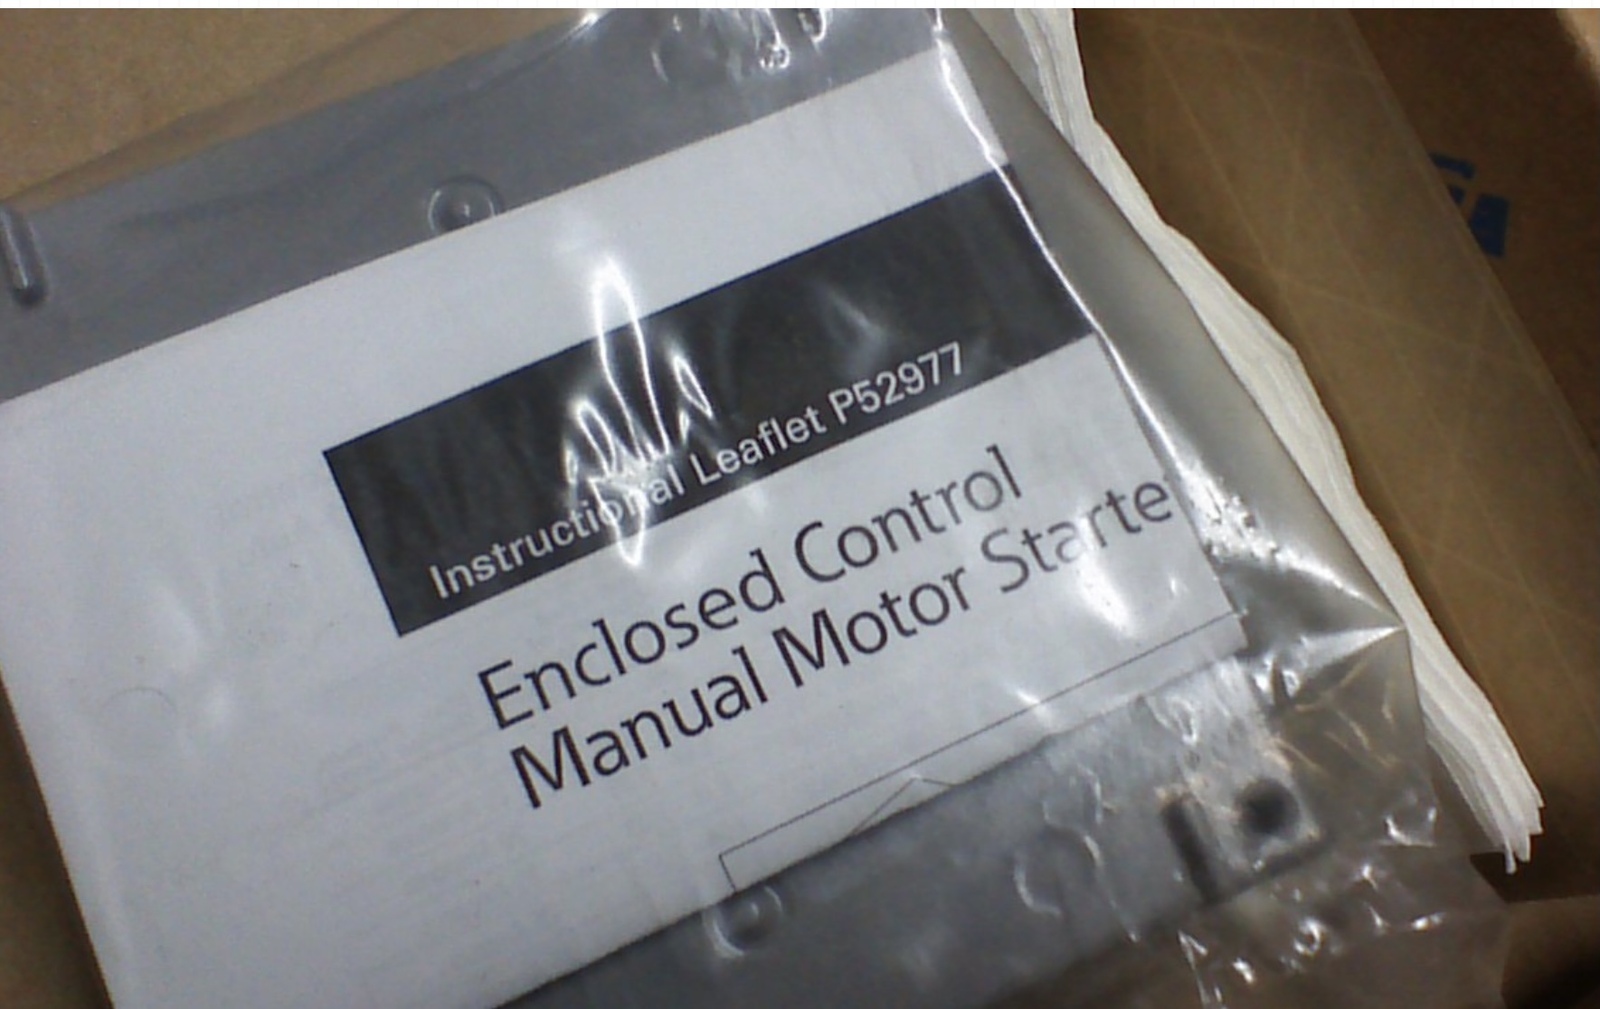 Instructional Leaflet P52977
Enclosed Control
Manual Motor Starte